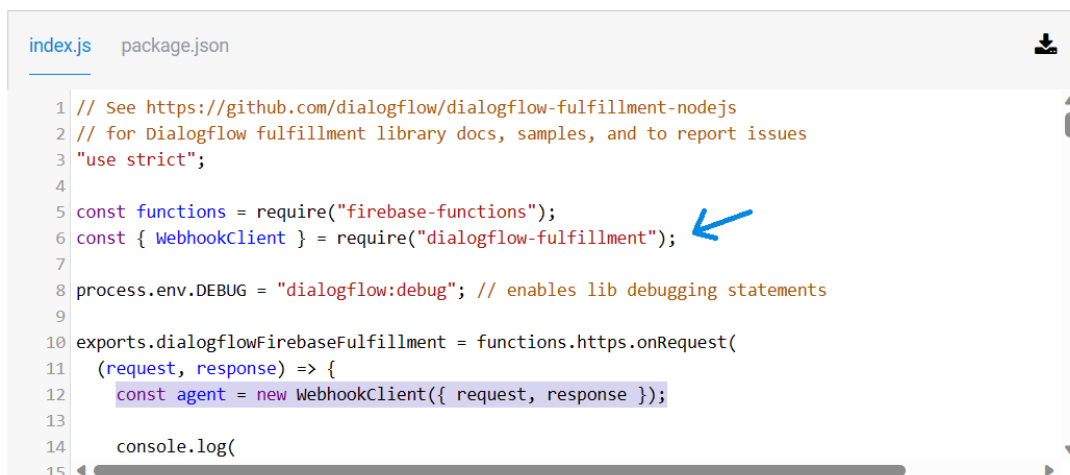 index.js package.json
1 // See https://github.com/dialogflow/dialogflow-fulfillment-nodejs
2 // for Dialogflow fulfillment library docs, samples, and to report issues
3 "use strict";
4
5 const functions = require("firebase-functions");
6 const { WebhookClient } = require("dialogflow-fulfillment");
7
8 process.env.DEBUG = "dialogflow:debug"; // enables lib debugging statements
9
10 exports.dialogflowFirebaseFulfillment = functions.https.onRequest(
11 (request, response) => {
12 const agent = new WebhookClient({ request, response });
13
14 console.log(
15